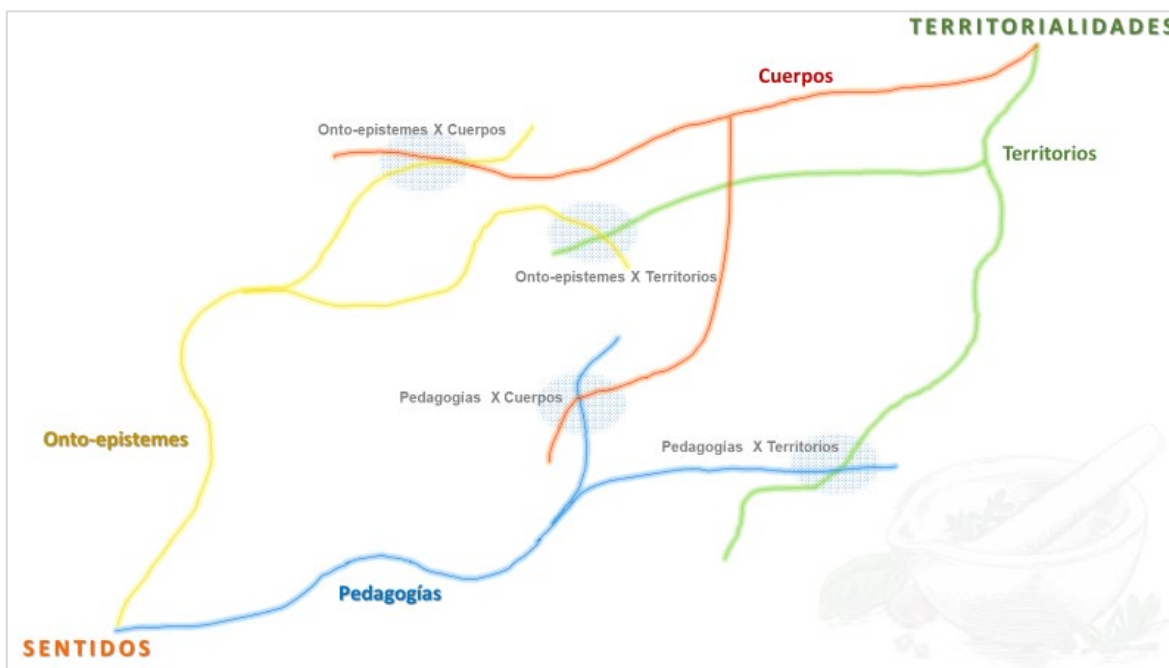 TERRITORIALIDADES
Cuerpos
Onto-epistemes X Cuerpos
Territorios
Onto-epistemes X Territorios
Pedagogías X Cuerpos
Onto-epistemes
Pedagogías X Territorios
Pedagogías
SENTIDOS